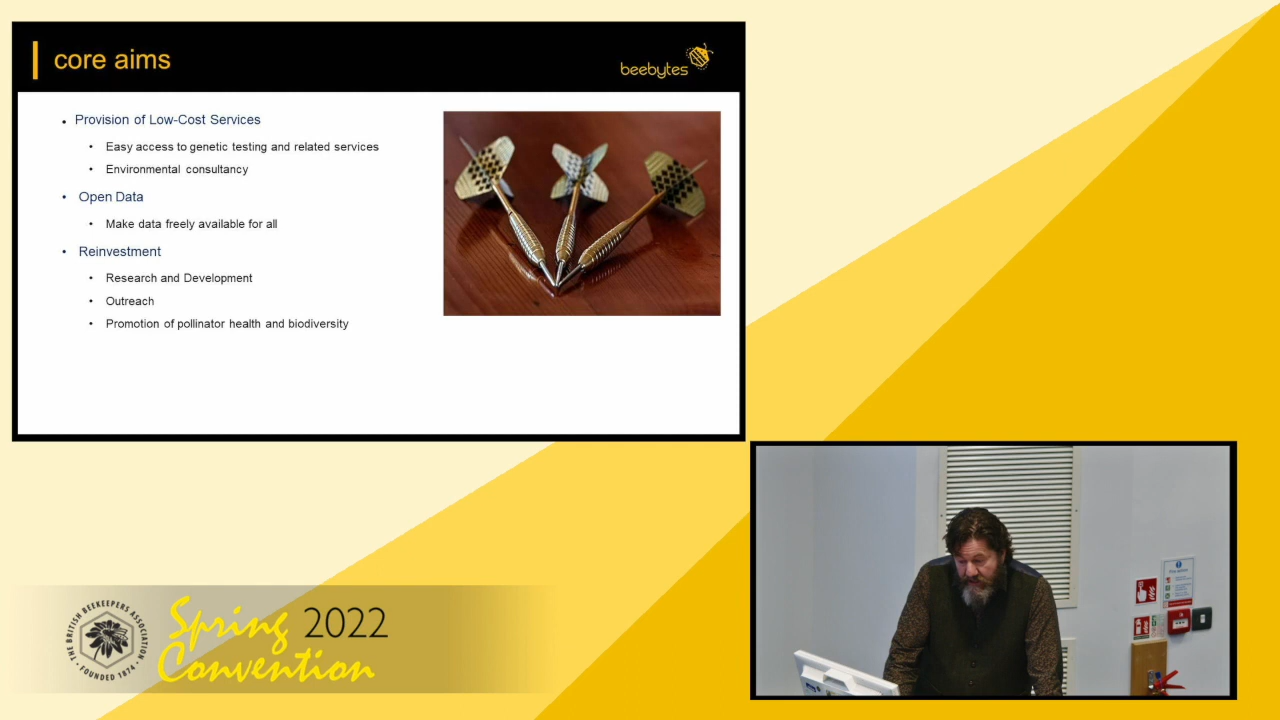 core aims
beebytes
• Provision of Low-Cost Services
• Easy access to genetic testing and related services
• Environmental consultancy
• Open Data
• Make data freely available for all
• Reinvestment
• Research and Development
• Outreach
• Promotion of pollinator health and biodiversity
THE BRITISH BEEKEEPERS ASSOCIATION
• FOUNDED 1874 •
Spring 2022
Convention